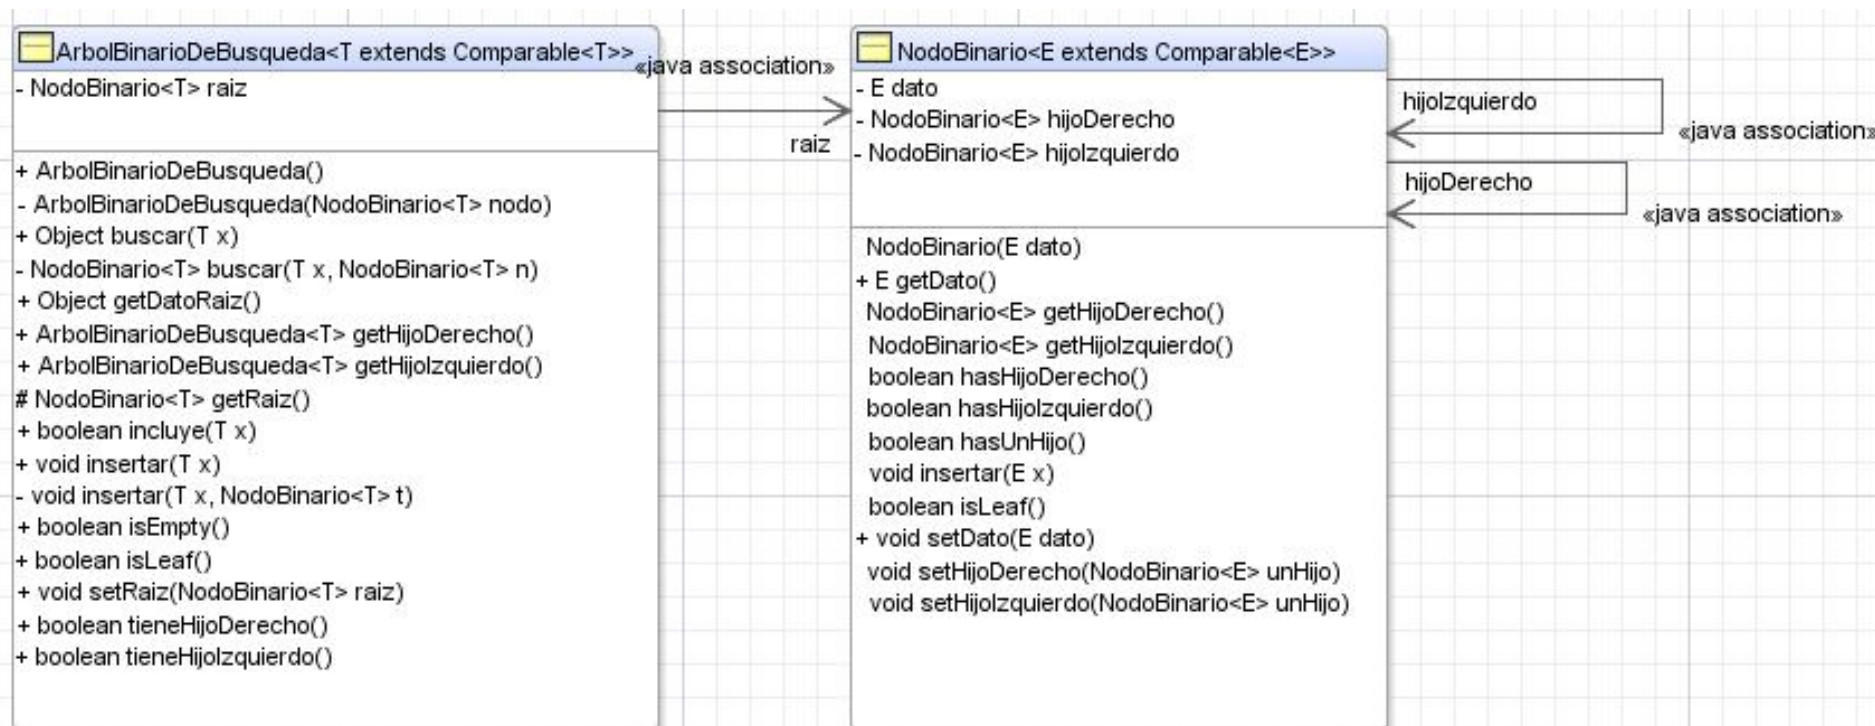 ArbolBinarioDeBusqueda<T extends Comparable<T>>
- NodoBinario<T> raiz
+ ArbolBinarioDeBusqueda()
- ArbolBinarioDeBusqueda(NodoBinario<T> nodo)
+ Object buscar(T x)
- NodoBinario<T> buscar(T x, NodoBinario<T> n)
+ Object getDatoRaiz()
+ ArbolBinarioDeBusqueda<T> getHijoDerecho()
+ ArbolBinarioDeBusqueda<T> getHijoIzquierdo()
# NodoBinario<T> getRaiz()
+ boolean incluye(T x)
+ void insertar(T x)
- void insertar(T x, NodoBinario<T> t)
+ boolean isEmpty()
+ boolean isLeaf()
+ void setRaiz(NodoBinario<T> raiz)
+ boolean tieneHijoDerecho()
+ boolean tieneHijoIzquierdo()
«java association»
raiz
NodoBinario<E extends Comparable<E>>
- E dato
- NodoBinario<E> hijoDerecho
- NodoBinario<E> hijoIzquierdo
NodoBinario(E dato)
+ E getDato()
NodoBinario<E> getHijoDerecho()
NodoBinario<E> getHijoIzquierdo()
boolean hasHijoDerecho()
boolean hasHijoIzquierdo()
boolean hasUnHijo()
void insertar(E x)
boolean isLeaf()
+ void setDato(E dato)
void setHijoDerecho(NodoBinario<E> unHijo)
void setHijoIzquierdo(NodoBinario<E> unHijo)
hijoIzquierdo
«java association»
hijoDerecho
«java association»